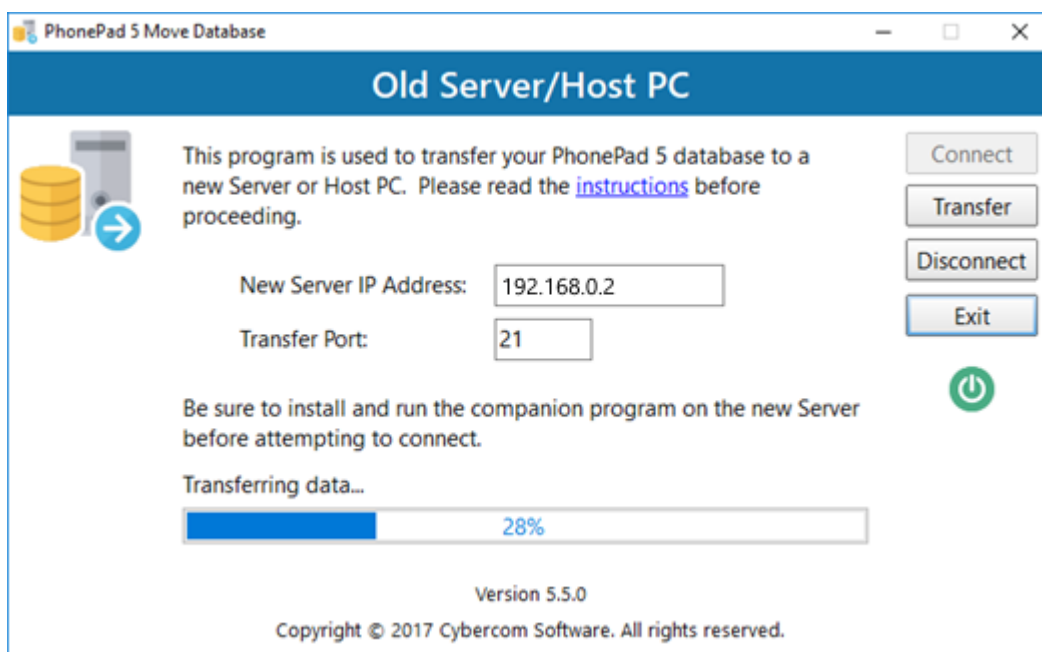 PhonePad 5 Move Database
Old Server/Host PC
This program is used to transfer your PhonePad 5 database to a
new Server or Host PC. Please read the instructions before
proceeding.
Connect
Transfer
Disconnect
Exit
New Server IP Address: 192.168.0.2
Transfer Port: 21
Be sure to install and run the companion program on the new Server
before attempting to connect.
Transferring data...
28%
Version 5.5.0
Copyright © 2017 Cybercom Software. All rights reserved.